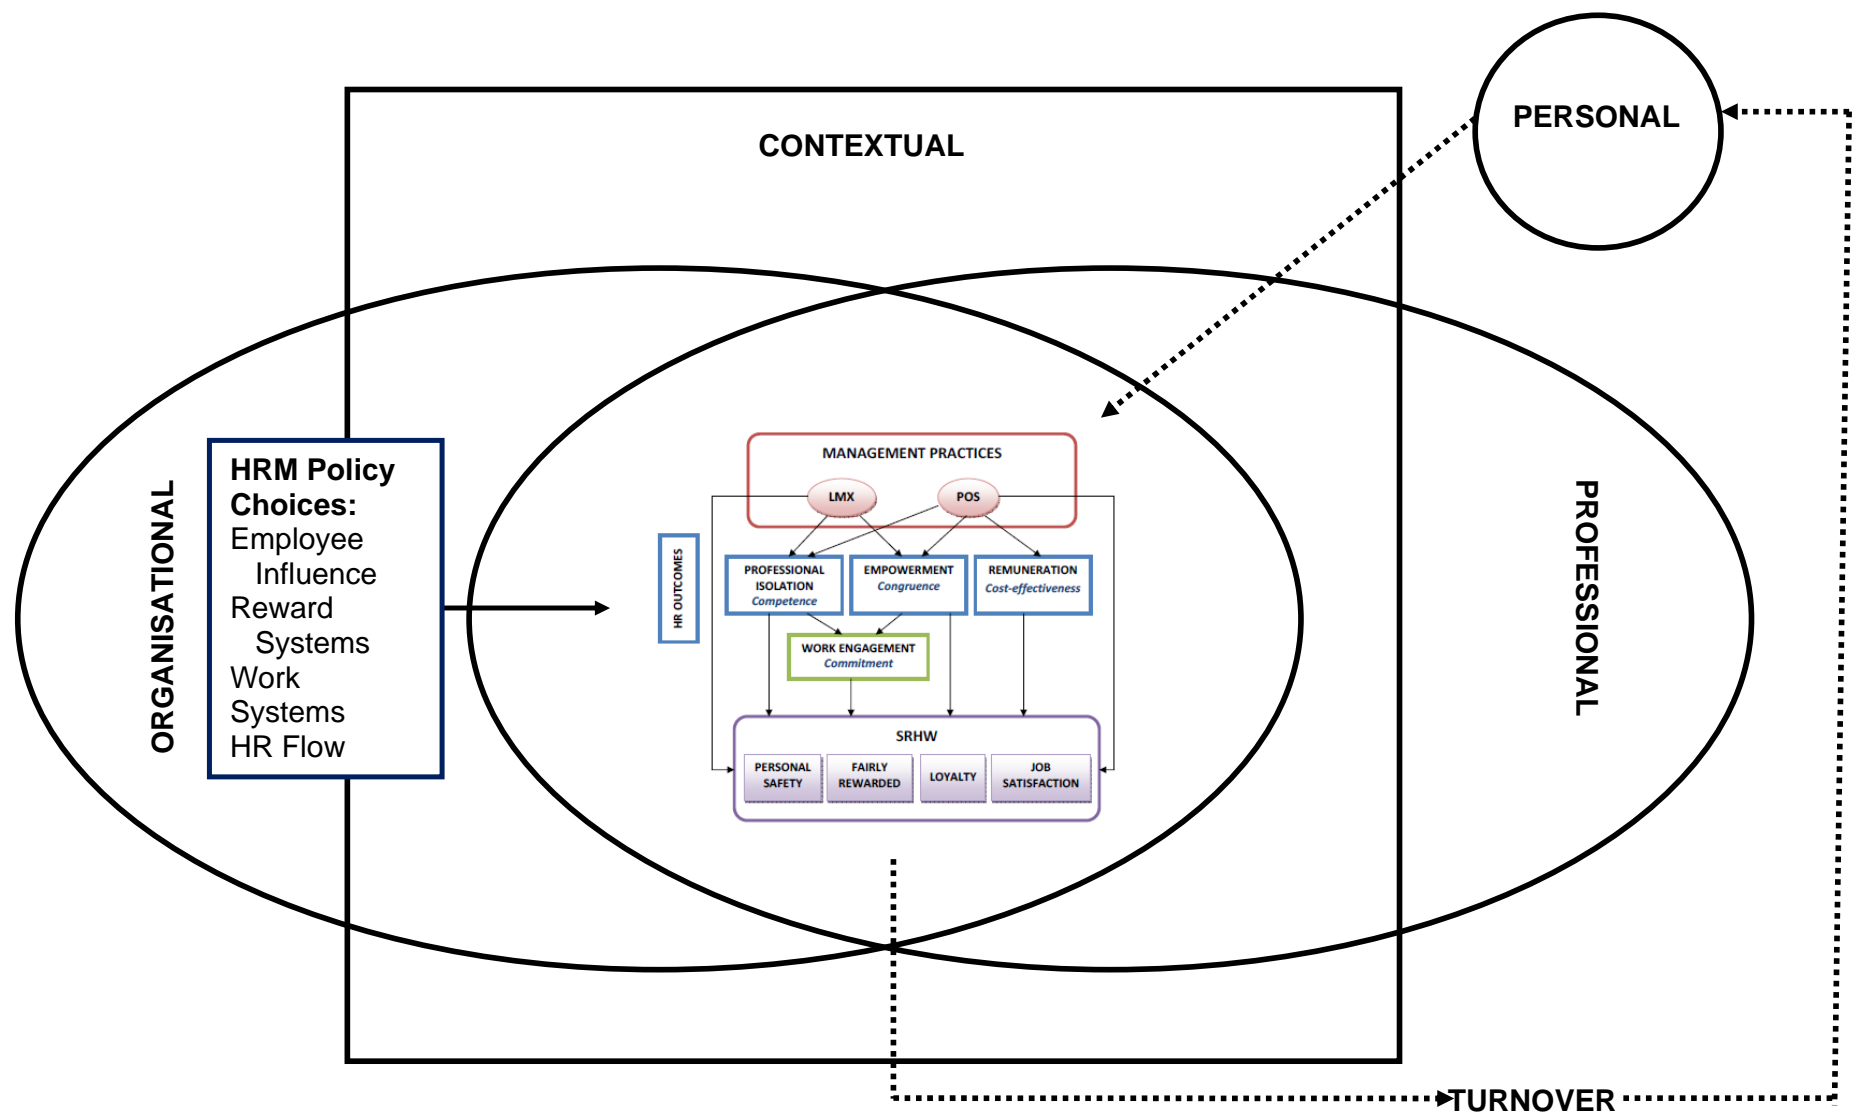 PERSONAL
CONTEXTUAL
ORGANISATIONAL
HRM Policy
Choices:
Employee
Influence
Reward
Systems
Work
Systems
HR Flow
MANAGEMENT PRACTICES
LMX
POS
HR OUTCOMES
PROFESSIONAL
ISOLATION
Competence
EMPOWERMENT
Congruence
REMUNERATION
Cost-effectiveness
WORK ENGAGEMENT
Commitment
SRHW
PERSONAL
SAFETY
FAIRLY
REWARDED
LOYALTY
JOB
SATISFACTION
PROFESSIONAL
TURNOVER